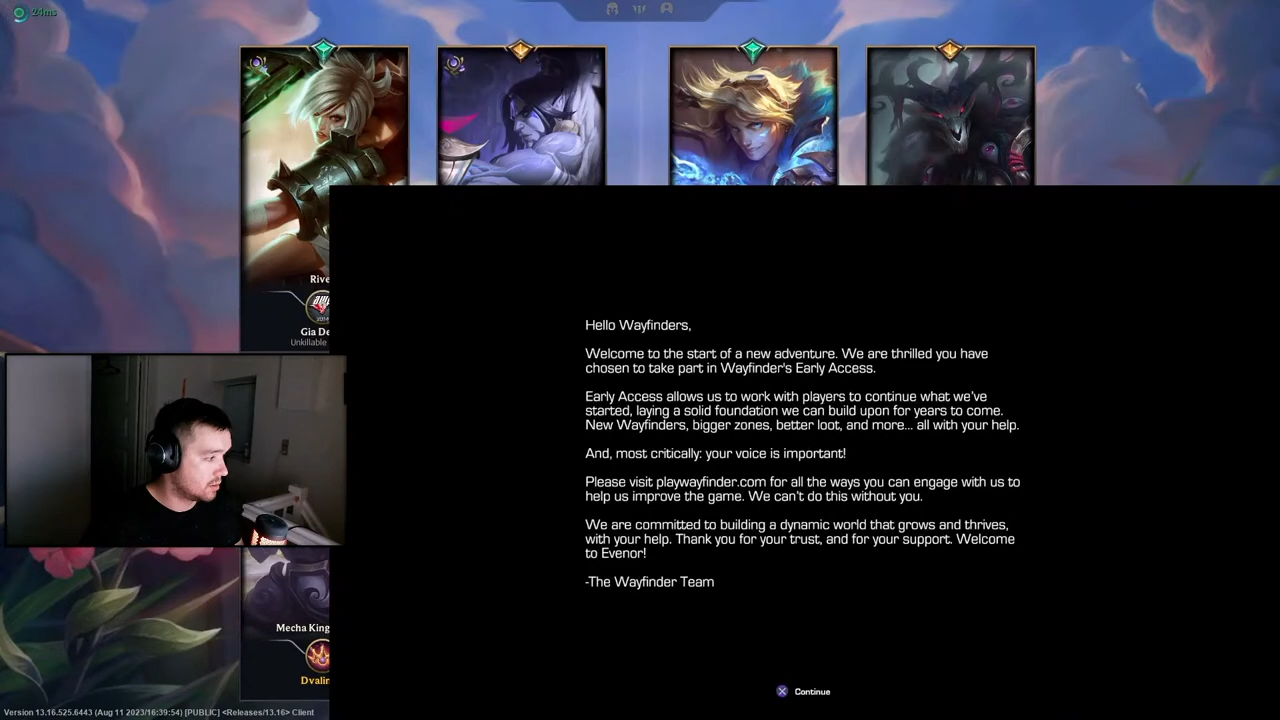 24ms
Rive
Gia De
Unkillable
Hello Wayfinders,
Welcome to the start of a new adventure. We are thrilled you have
chosen to take part in Wayfinder's Early Access.
Early Access allows us to work with players to continue what we've
started, laying a solid foundation we can build upon for years to come.
New Wayfinders, bigger zones, better loot, and more... all with your help.
And, most critically: your voice is important!
Please visit playwayfinder.com for all the ways you can engage with us to
help us improve the game. We can't do this without you.
We are committed to building a dynamic world that grows and thrives,
with your help. Thank you for your trust, and for your support. Welcome
to Evenor!
-The Wayfinder Team
Mecha King
Dvalin
Continue
Version 13.16.525.6443 (Aug 11 2023/16:39:54) [PUBLIC] <Releases/13.16> Client